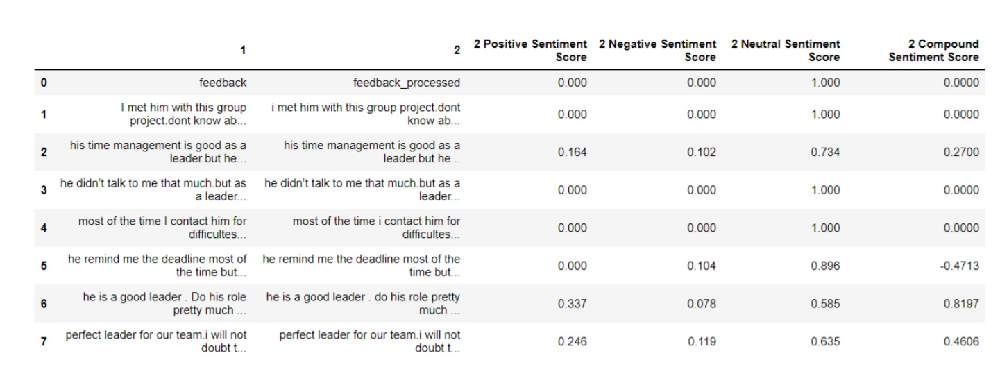 1 2 2 Positive Sentiment Score 2 Negative Sentiment Score 2 Neutral Sentiment Score 2 Compound Sentiment Score
0 feedback feedback_processed 0.000 0.000 1.000 0.0000
1 I met him with this group project.dont know ab... i met him with this group project.dont know ab... 0.000 0.000 1.000 0.0000
2 his time management is good as a leader.but he... his time management is good as a leader.but he... 0.164 0.102 0.734 0.2700
3 he didn't talk to me that much.but as a leader... he didn't talk to me that much.but as a leader... 0.000 0.000 1.000 0.0000
4 most of the time I contact him for difficultes... most of the time i contact him for difficultes... 0.000 0.000 1.000 0.0000
5 he remind me the deadline most of the time but... he remind me the deadline most of the time but... 0.000 0.104 0.896 -0.4713
6 he is a good leader . Do his role pretty much ... he is a good leader . do his role pretty much ... 0.337 0.078 0.585 0.8197
7 perfect leader for our team.i will not doubt t... perfect leader for our team.i will not doubt t... 0.246 0.119 0.635 0.4606